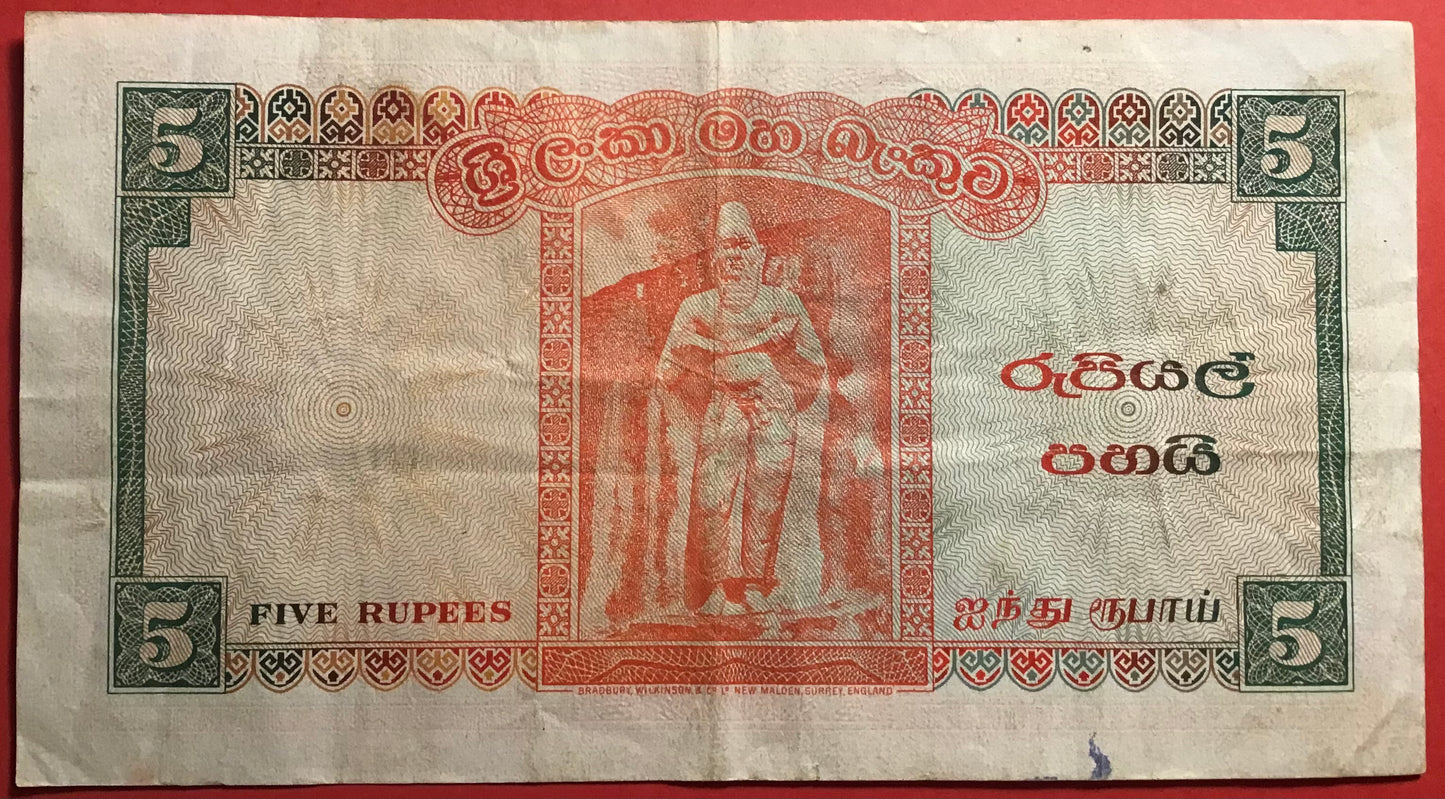 5
5
ශ්‍රී ලංකා මහ බැංකුව
රුපියල්
පහයි
FIVE RUPEES
ஐந்து ரூபாய்
5
5
BRADBURY, WILKINSON & Cº Lᴰ NEW MALDEN, SURREY, ENGLAND